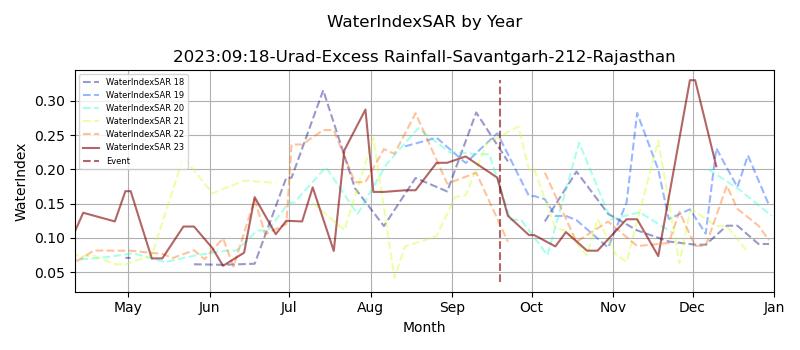 WaterIndexSAR by Year
2023:09:18-Urad-Excess Rainfall-Savantgarh-212-Rajasthan
WaterIndexSAR 18
WaterIndexSAR 19
WaterIndexSAR 20
WaterIndexSAR 21
WaterIndexSAR 22
WaterIndexSAR 23
Event
0.30
0.25
0.20
0.15
0.10
0.05
WaterIndex
May Jun Jul Aug Sep Oct Nov Dec Jan
Month